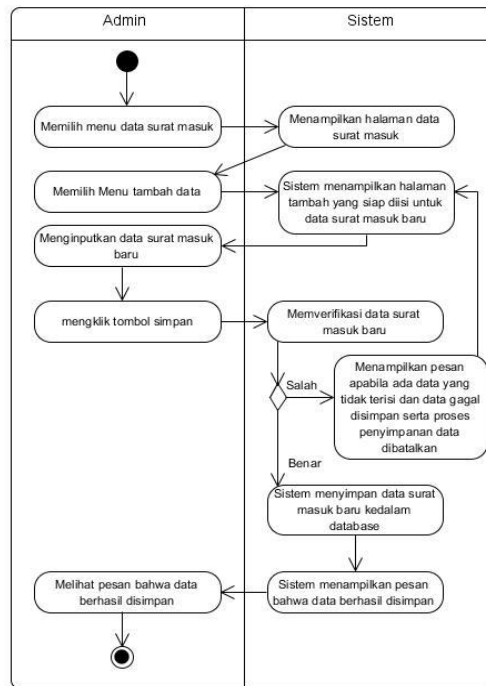 Admin
Sistem
Memilih menu data surat masuk
Menampilkan halaman data
surat masuk
Memilih Menu tambah data
Sistem menampilkan halaman
tambah yang siap diisi untuk
data surat masuk baru
Menginputkan data surat masuk
baru
mengklik tombol simpan
Memverifikasi data surat
masuk baru
Salah
Menampilkan pesan
apabila ada data yang
tidak terisi dan data gagal
disimpan serta proses
penyimpanan data
dibatalkan
Benar
Sistem menyimpan data surat
masuk baru kedalam
database
Melihat pesan bahwa data
berhasil disimpan
Sistem menampilkan pesan
bahwa data berhasil disimpan